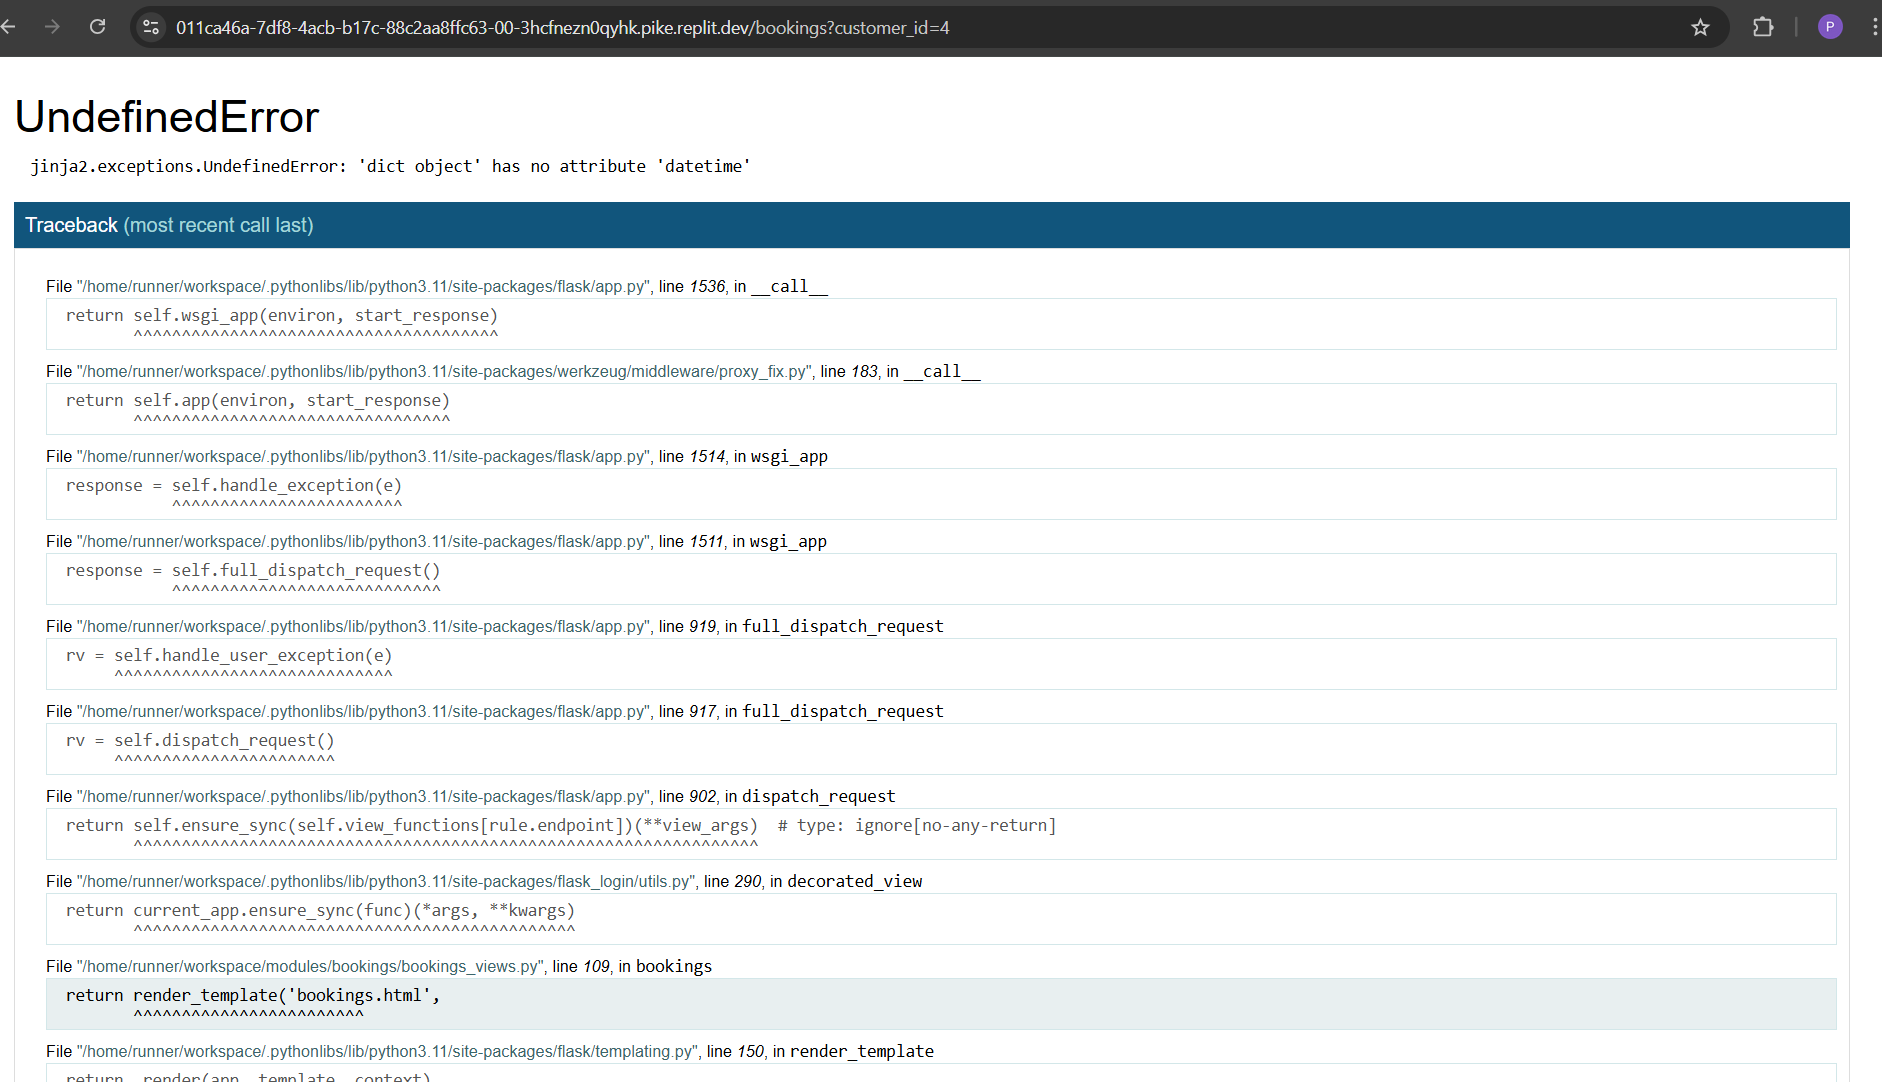 011ca46a-7df8-4acb-b17c-88c2aa8ffc63-00-3hcfnezn0qyhk.pike.replit.dev/bookings?customer_id=4
P
UndefinedError
jinja2.exceptions.UndefinedError: 'dict object' has no attribute 'datetime'
Traceback (most recent call last)
File "/home/runner/workspace/.pythonlibs/lib/python3.11/site-packages/flask/app.py", line 1536, in __call__
return self.wsgi_app(environ, start_response)
^^^^^^^^^^^^^^^^^^^^^^^^^^^^^^^^^^^^^^
File "/home/runner/workspace/.pythonlibs/lib/python3.11/site-packages/werkzeug/middleware/proxy_fix.py", line 183, in __call__
return self.app(environ, start_response)
^^^^^^^^^^^^^^^^^^^^^^^^^^^^^^^^^
File "/home/runner/workspace/.pythonlibs/lib/python3.11/site-packages/flask/app.py", line 1514, in wsgi_app
response = self.handle_exception(e)
^^^^^^^^^^^^^^^^^^^^^^^^
File "/home/runner/workspace/.pythonlibs/lib/python3.11/site-packages/flask/app.py", line 1511, in wsgi_app
response = self.full_dispatch_request()
^^^^^^^^^^^^^^^^^^^^^^^^^^^^
File "/home/runner/workspace/.pythonlibs/lib/python3.11/site-packages/flask/app.py", line 919, in full_dispatch_request
rv = self.handle_user_exception(e)
^^^^^^^^^^^^^^^^^^^^^^^^^^^^^
File "/home/runner/workspace/.pythonlibs/lib/python3.11/site-packages/flask/app.py", line 917, in full_dispatch_request
rv = self.dispatch_request()
^^^^^^^^^^^^^^^^^^^^^^^
File "/home/runner/workspace/.pythonlibs/lib/python3.11/site-packages/flask/app.py", line 902, in dispatch_request
return self.ensure_sync(self.view_functions[rule.endpoint])(**view_args)  # type: ignore[no-any-return]
^^^^^^^^^^^^^^^^^^^^^^^^^^^^^^^^^^^^^^^^^^^^^^^^^^^^^^^^^^^^^^^^^
File "/home/runner/workspace/.pythonlibs/lib/python3.11/site-packages/flask_login/utils.py", line 290, in decorated_view
return current_app.ensure_sync(func)(*args, **kwargs)
^^^^^^^^^^^^^^^^^^^^^^^^^^^^^^^^^^^^^^^^^^^^^^
File "/home/runner/workspace/modules/bookings/bookings_views.py", line 109, in bookings
return render_template('bookings.html',
^^^^^^^^^^^^^^^^^^^^^^^^
File "/home/runner/workspace/.pythonlibs/lib/python3.11/site-packages/flask/templating.py", line 150, in render_template
return _render(app, template, context)